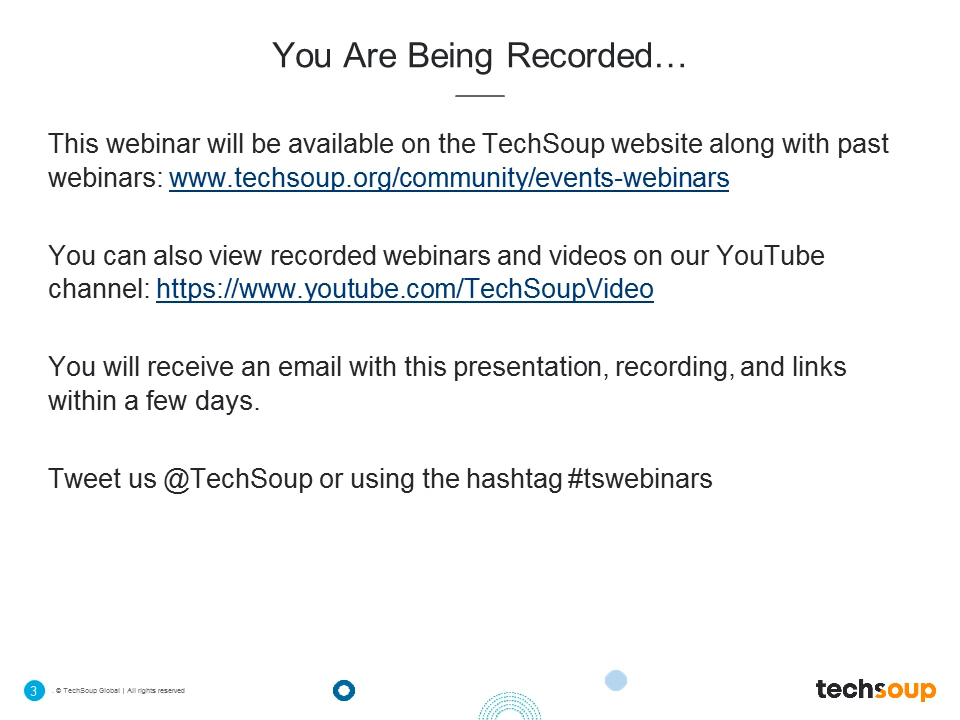 You Are Being Recorded…
This webinar will be available on the TechSoup website along with past
webinars: www.techsoup.org/community/events-webinars
You can also view recorded webinars and videos on our YouTube
channel: https://www.youtube.com/TechSoupVideo
You will receive an email with this presentation, recording, and links
within a few days.
Tweet us @TechSoup or using the hashtag #tswebinars
3 . © TechSoup Global | All rights reserved
techsoup